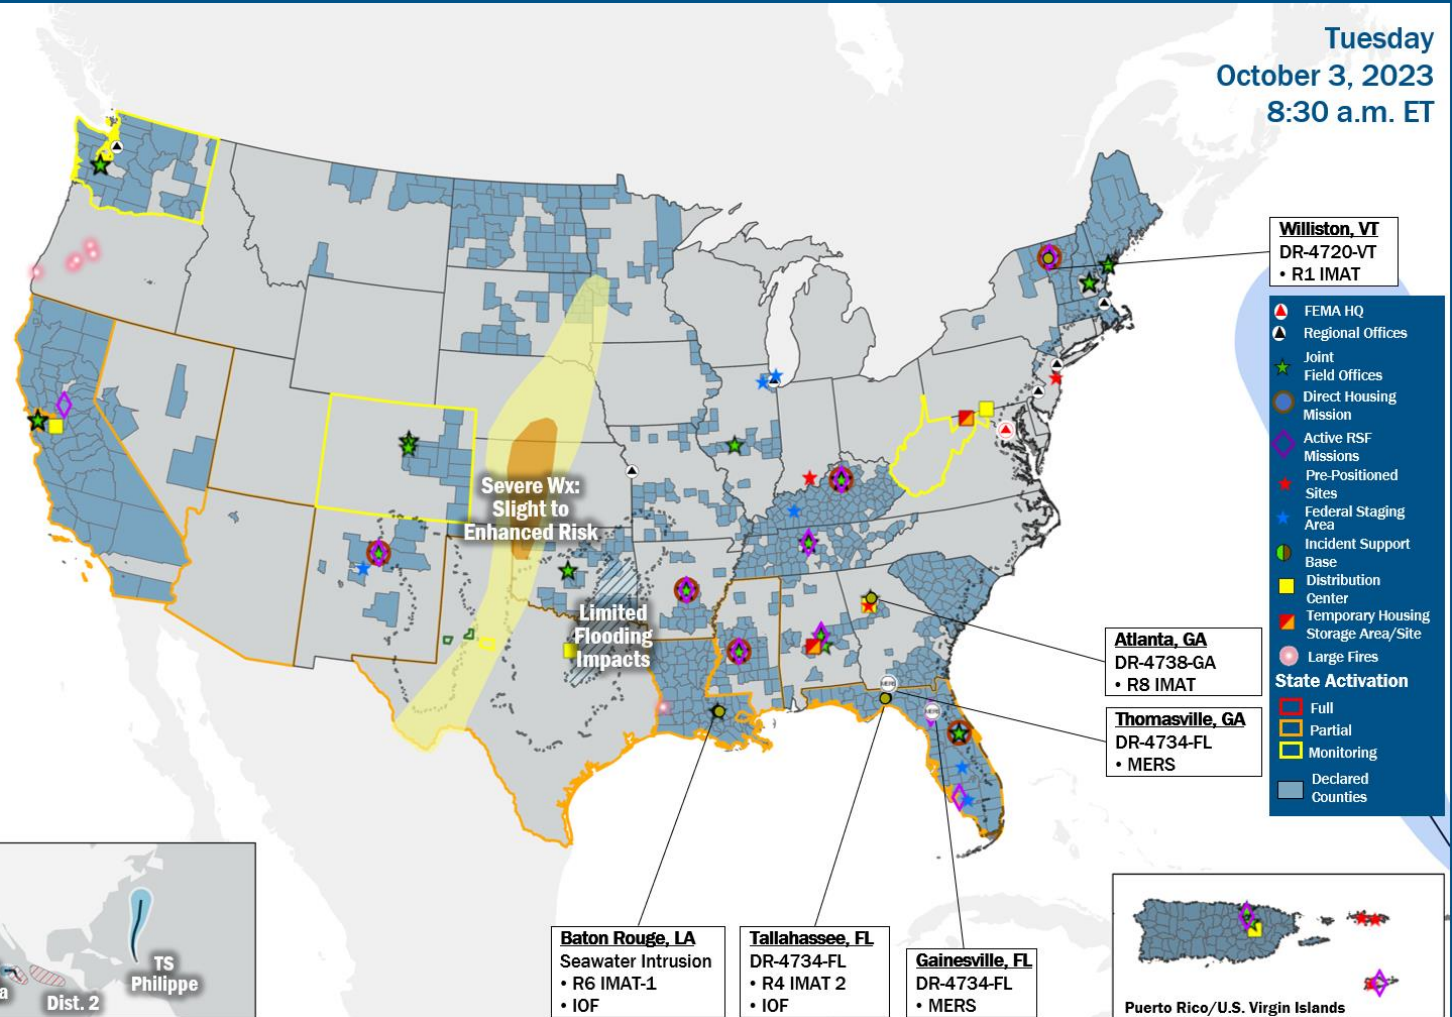 Tuesday
October 3, 2023
8:30 a.m. ET
Williston, VT
DR-4720-VT
• R1 IMAT
FEMA HQ
Regional Offices
Joint
Field Offices
Direct Housing
Mission
Active RSF
Missions
Pre-Positioned
Sites
Federal Staging
Area
Incident Support
Base
Distribution
Center
Temporary Housing
Storage Area/Site
Large Fires
State Activation
Full
Partial
Monitoring
Declared
Counties
Severe Wx:
Slight to
Enhanced Risk
Limited
Flooding
Impacts
MERS
MERS
Atlanta, GA
DR-4738-GA
• R8 IMAT
Thomasville, GA
DR-4734-FL
• MERS
Baton Rouge, LA
Seawater Intrusion
• R6 IMAT-1
• IOF
Tallahassee, FL
DR-4734-FL
• R4 IMAT 2
• IOF
Gainesville, FL
DR-4734-FL
• MERS
TS
Philippe
a
Dist. 2
Puerto Rico/U.S. Virgin Islands